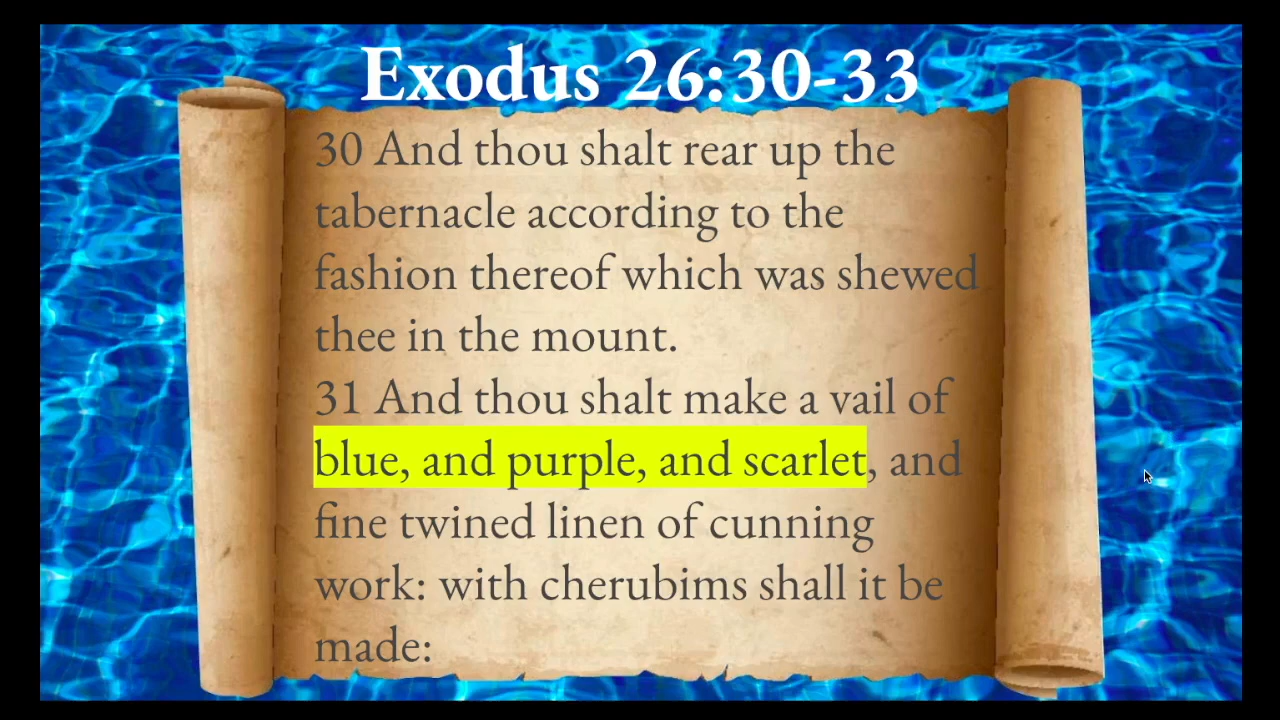 Exodus 26:30-33
30 And thou shalt rear up the
tabernacle according to the
fashion thereof which was shewed
thee in the mount.
31 And thou shalt make a vail of
blue, and purple, and scarlet, and
fine twined linen of cunning
work: with cherubims shall it be
made: